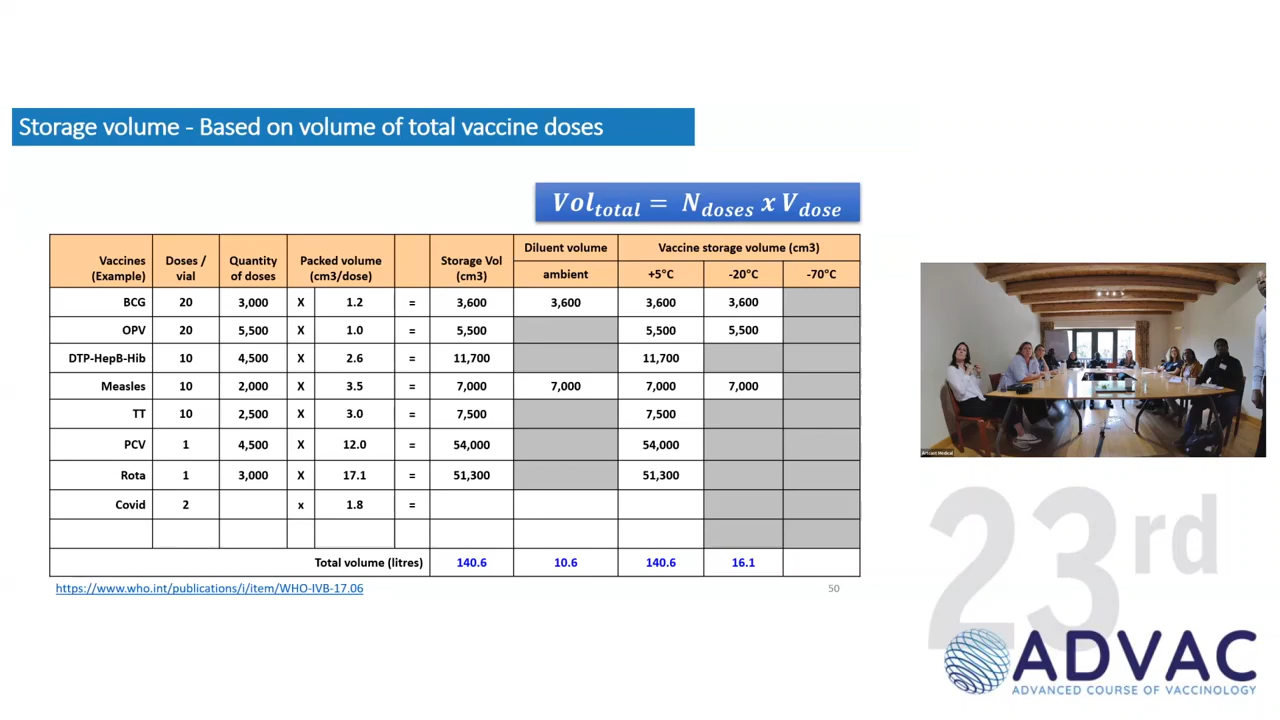 Storage volume - Based on volume of total vaccine doses
Vol total = N doses x V dose
Vaccines (Example) Doses / vial Quantity of doses Packed volume (cm3/dose) Storage Vol (cm3) Diluent volume Vaccine storage volume (cm3)
ambient +5°C -20°C -70°C
BCG 20 3,000 X 1.2 = 3,600 3,600 3,600 3,600
OPV 20 5,500 X 1.0 = 5,500 5,500 5,500
DTP-HepB-Hib 10 4,500 X 2.6 = 11,700 11,700
Measles 10 2,000 X 3.5 = 7,000 7,000 7,000 7,000
TT 10 2,500 X 3.0 = 7,500 7,500
PCV 1 4,500 X 12.0 = 54,000 54,000
Rota 1 3,000 X 17.1 = 51,300 51,300
Covid 2 x 1.8 =
Total volume (litres) 140.6 10.6 140.6 16.1
https://www.who.int/publications/i/item/WHO-IVB-17.06
50
Artcast Medical
23rd
ADVAC
ADVANCED COURSE OF VACCINOLOGY